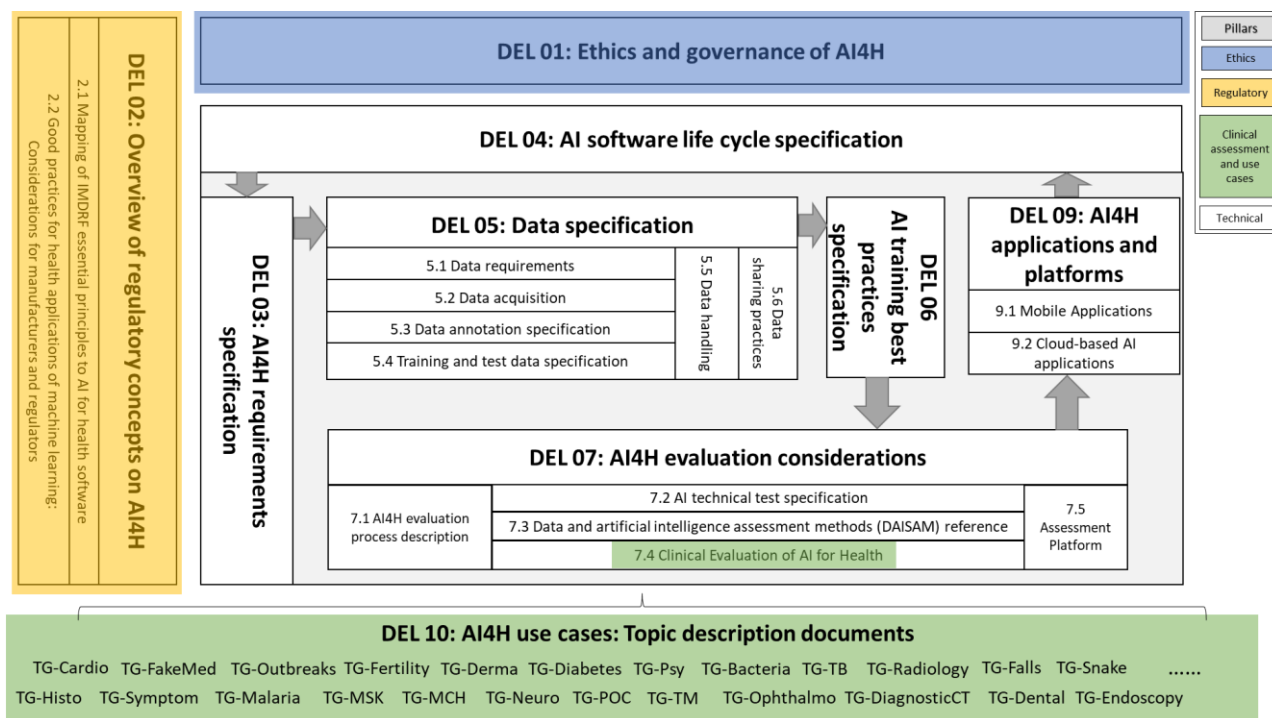 DEL 02: Overview of regulatory concepts on AI4H
2.1 Mapping of IMDRF essential principles to AI for health software
2.2 Good practices for health applications of machine learning:
Considerations for manufacturers and regulators
DEL 01: Ethics and governance of AI4H
Pillars
Ethics
Regulatory
Clinical
assessment
and use
cases
Technical
DEL 04: AI software life cycle specification
DEL 03: AI4H requirements
specification
DEL 05: Data specification
5.1 Data requirements
5.2 Data acquisition
5.3 Data annotation specification
5.4 Training and test data specification
5.5 Data handling
5.6 Data
sharing practices
DEL 06
AI training best
practices
specification
DEL 09: AI4H
applications and
platforms
9.1 Mobile Applications
9.2 Cloud-based AI
applications
DEL 07: AI4H evaluation considerations
7.1 AI4H evaluation
process description
7.2 AI technical test specification
7.3 Data and artificial intelligence assessment methods (DAISAM) reference
7.4 Clinical Evaluation of AI for Health
7.5
Assessment
Platform
DEL 10: AI4H use cases: Topic description documents
TG-Cardio TG-FakeMed TG-Outbreaks TG-Fertility TG-Derma TG-Diabetes TG-Psy TG-Bacteria TG-TB TG-Radiology TG-Falls TG-Snake ......
TG-Histo TG-Symptom TG-Malaria TG-MSK TG-MCH TG-Neuro TG-POC TG-TM TG-Ophthalmo TG-DiagnosticCT TG-Dental TG-Endoscopy